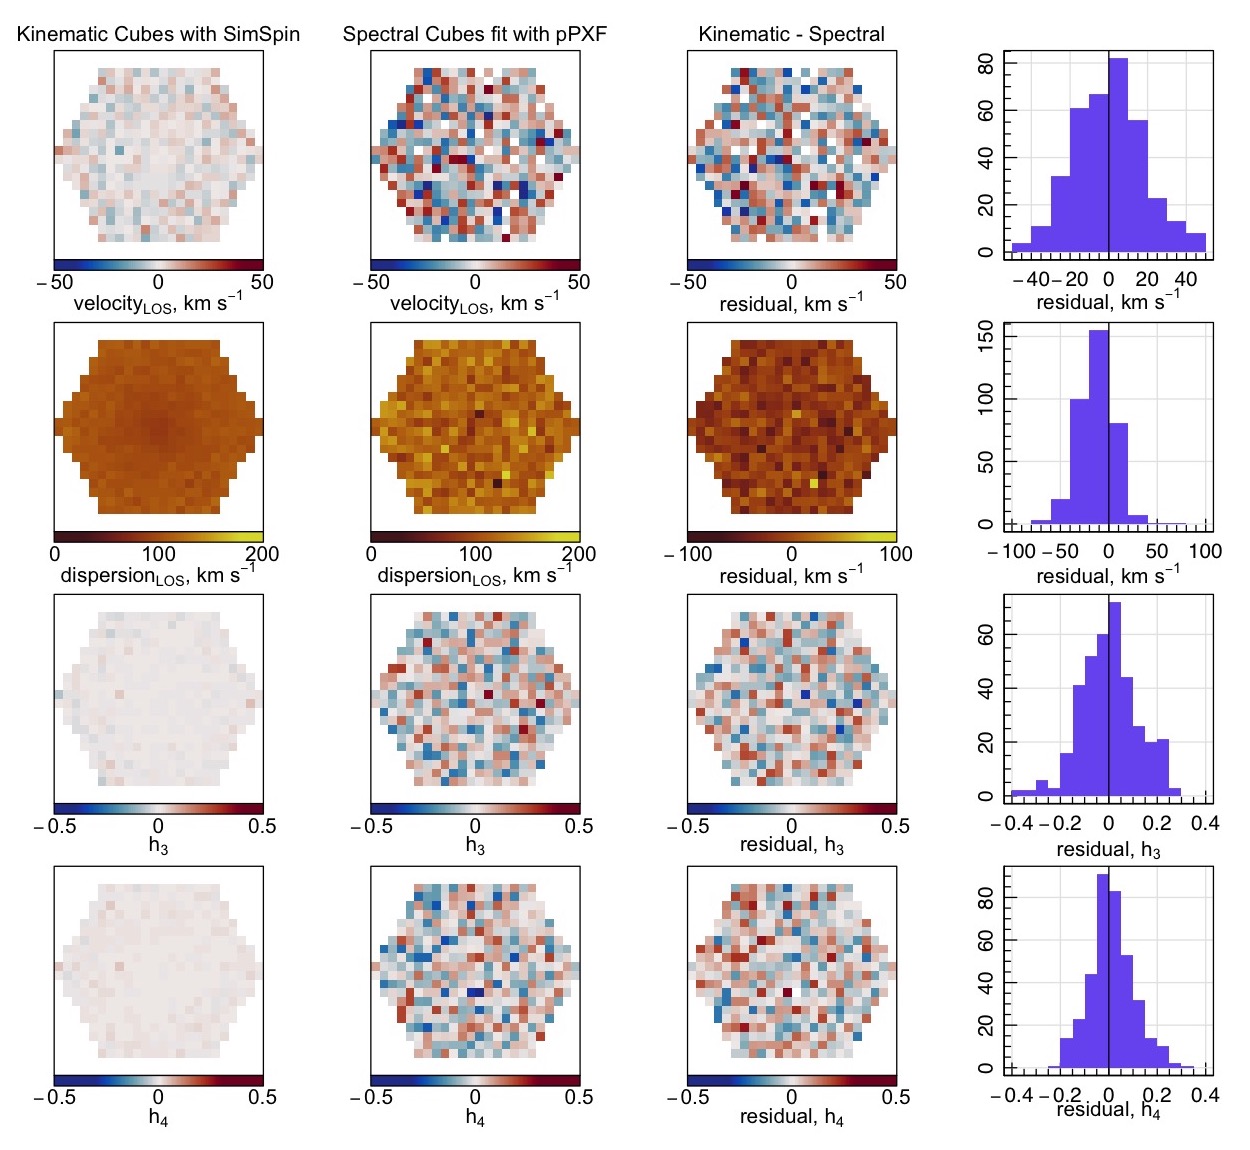 Kinematic Cubes with SimSpin Spectral Cubes fit with pPXF Kinematic - Spectral
0 20 40 60 80
−50 0 50 −50 0 50 −50 0 50 −40 −20 0 20 40
velocityLOS, km s−1 velocityLOS, km s−1 residual, km s−1 residual, km s−1
0 50 100 150
0 100 200 0 100 200 −100 0 100 −100 −50 0 50 100
dispersionLOS, km s−1 dispersionLOS, km s−1 residual, km s−1 residual, km s−1
0 20 40 60
−0.5 0 0.5 −0.5 0 0.5 −0.5 0 0.5 −0.4 −0.2 0 0.2 0.4
h3 h3 residual, h3 residual, h3
0 20 40 60 80
−0.5 0 0.5 −0.5 0 0.5 −0.5 0 0.5 −0.4 −0.2 0 0.2 0.4
h4 h4 residual, h4 residual, h4